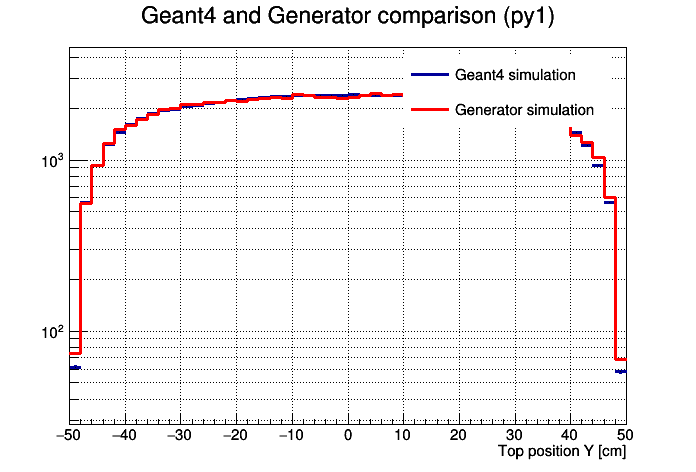 Geant4 and Generator comparison (py1)
Geant4 simulation
Generator simulation
10³
10²
−50 −40 −30 −20 −10 0 10 20 30 40 50
Top position Y [cm]